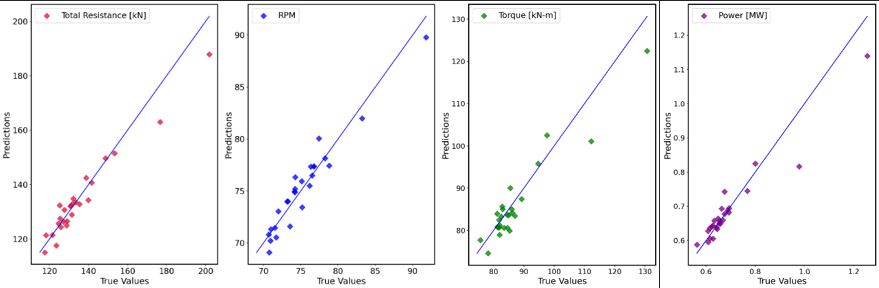 Total Resistance [kN]
200
180
160
140
120
Predictions
120 140 160 180 200
True Values
RPM
90
85
80
75
70
Predictions
70 75 80 85 90
True Values
Torque [kN-m]
130
120
110
100
90
80
Predictions
80 90 100 110 120 130
True Values
Power [MW]
1.2
1.1
1.0
0.9
0.8
0.7
0.6
Predictions
0.6 0.8 1.0 1.2
True Values